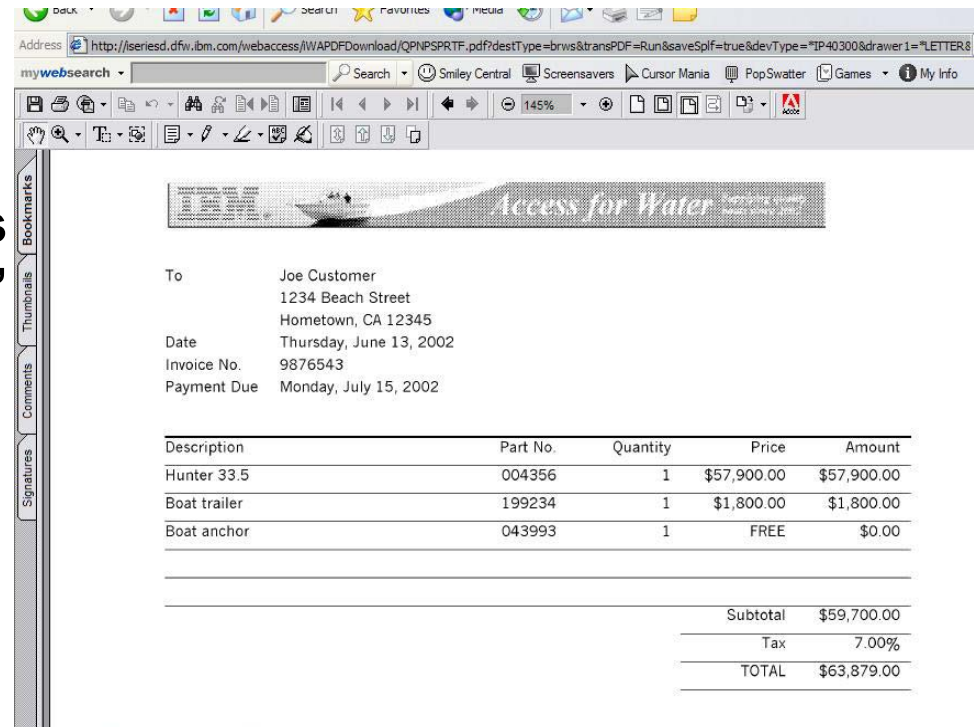 Back Search Favorites Media
Address http://iseriesd.dfw.ibm.com/webaccess/iWAPDFDownload/QPNPSPRTF.pdf?destType=brws&transPDF=Run&saveSplf=true&devType=*IP40300&drawer1=*LETTER&
mywebsearch Search Smiley Central Screensavers Cursor Mania PopSwatter Games My Info
145%
Adobe
Bookmarks
Thumbnails
Comments
Signatures
s
,
IBM. Access for Water
To Joe Customer
1234 Beach Street
Hometown, CA 12345
Date Thursday, June 13, 2002
Invoice No. 9876543
Payment Due Monday, July 15, 2002
Description Part No. Quantity Price Amount
Hunter 33.5 004356 1 $57,900.00 $57,900.00
Boat trailer 199234 1 $1,800.00 $1,800.00
Boat anchor 043993 1 FREE $0.00
Subtotal $59,700.00
Tax 7.00%
TOTAL $63,879.00